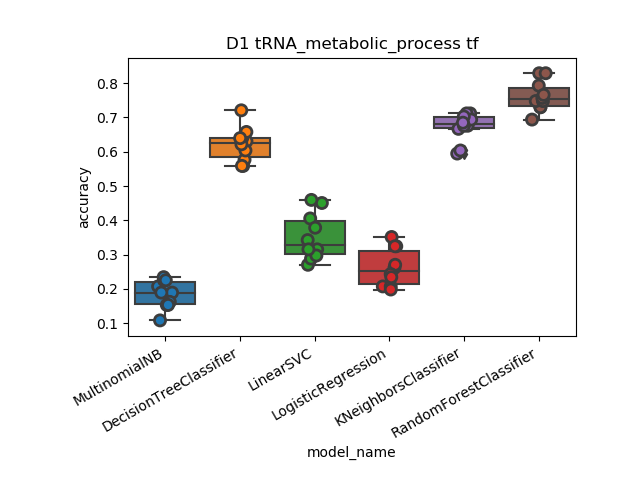 D1 tRNA_metabolic_process tf
accuracy
0.8
0.7
0.6
0.5
0.4
0.3
0.2
0.1
MultinomialNB
DecisionTreeClassifier
LinearSVC
LogisticRegression
KNeighborsClassifier
RandomForestClassifier
model_name